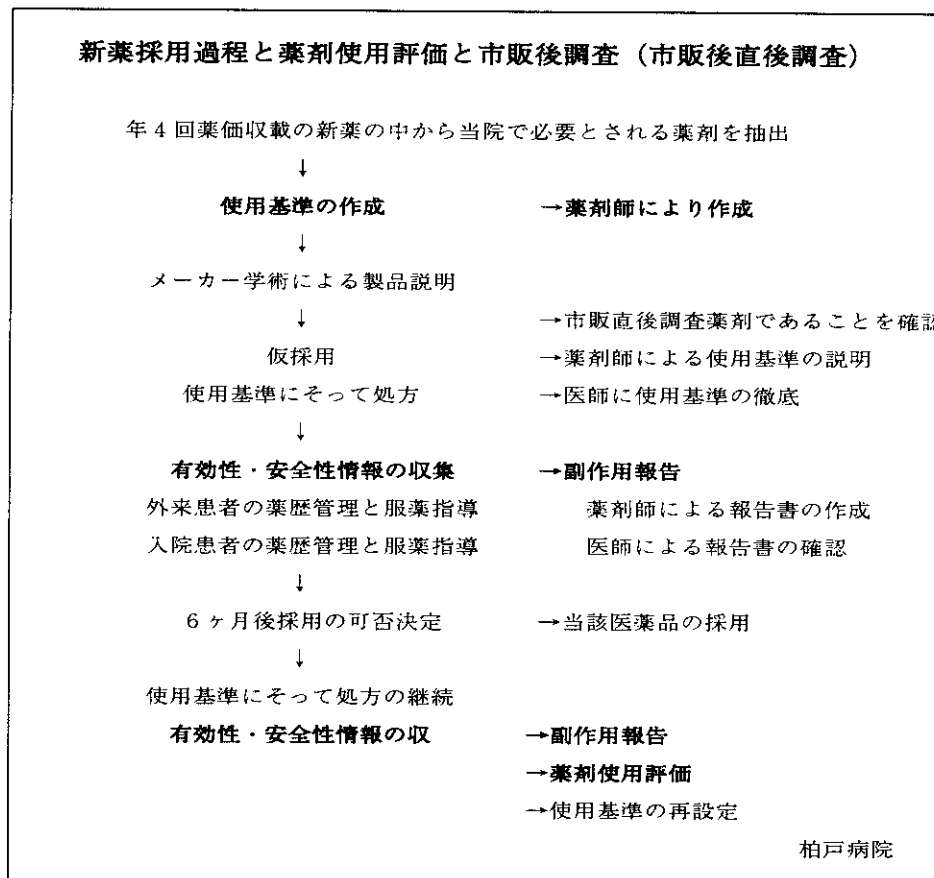 新薬採用過程と薬剤使用評価と市販後調査（市販後直後調査）
年4回薬価収載の新薬の中から当院で必要とされる薬剤を抽出
↓
使用基準の作成 →薬剤師により作成
↓
メーカー学術による製品説明
↓ →市販直後調査薬剤であることを確認
仮採用 →薬剤師による使用基準の説明
使用基準にそって処方 →医師に使用基準の徹底
↓
有効性・安全性情報の収集 →副作用報告
外来患者の薬歴管理と服薬指導 薬剤師による報告書の作成
入院患者の薬歴管理と服薬指導 医師による報告書の確認
↓
6ヶ月後採用の可否決定 →当該医薬品の採用
↓
使用基準にそって処方の継続
有効性・安全性情報の収 →副作用報告
→薬剤使用評価
→使用基準の再設定
柏戸病院